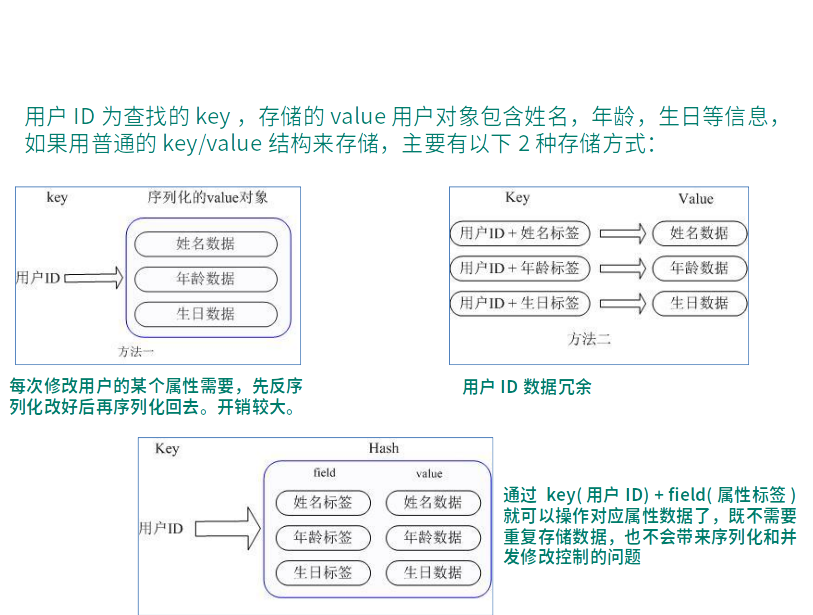 用户 ID 为查找的 key ，存储的 value 用户对象包含姓名，年龄，生日等信息，
如果用普通的 key/value 结构来存储，主要有以下 2 种存储方式：
key 序列化的value对象
姓名数据
用户ID 年龄数据
生日数据
方法一
Key Value
用户ID + 姓名标签 姓名数据
用户ID + 年龄标签 年龄数据
用户ID + 生日标签 生日数据
方法二
每次修改用户的某个属性需要，先反序
列化改好后再序列化回去。开销较大。
用户 ID 数据冗余
Key Hash
field value
姓名标签 姓名数据
用户ID 年龄标签 年龄数据
生日标签 生日数据
通过 key( 用户 ID) + field( 属性标签 )
就可以操作对应属性数据了，既不需要
重复存储数据，也不会带来序列化和并
发修改控制的问题